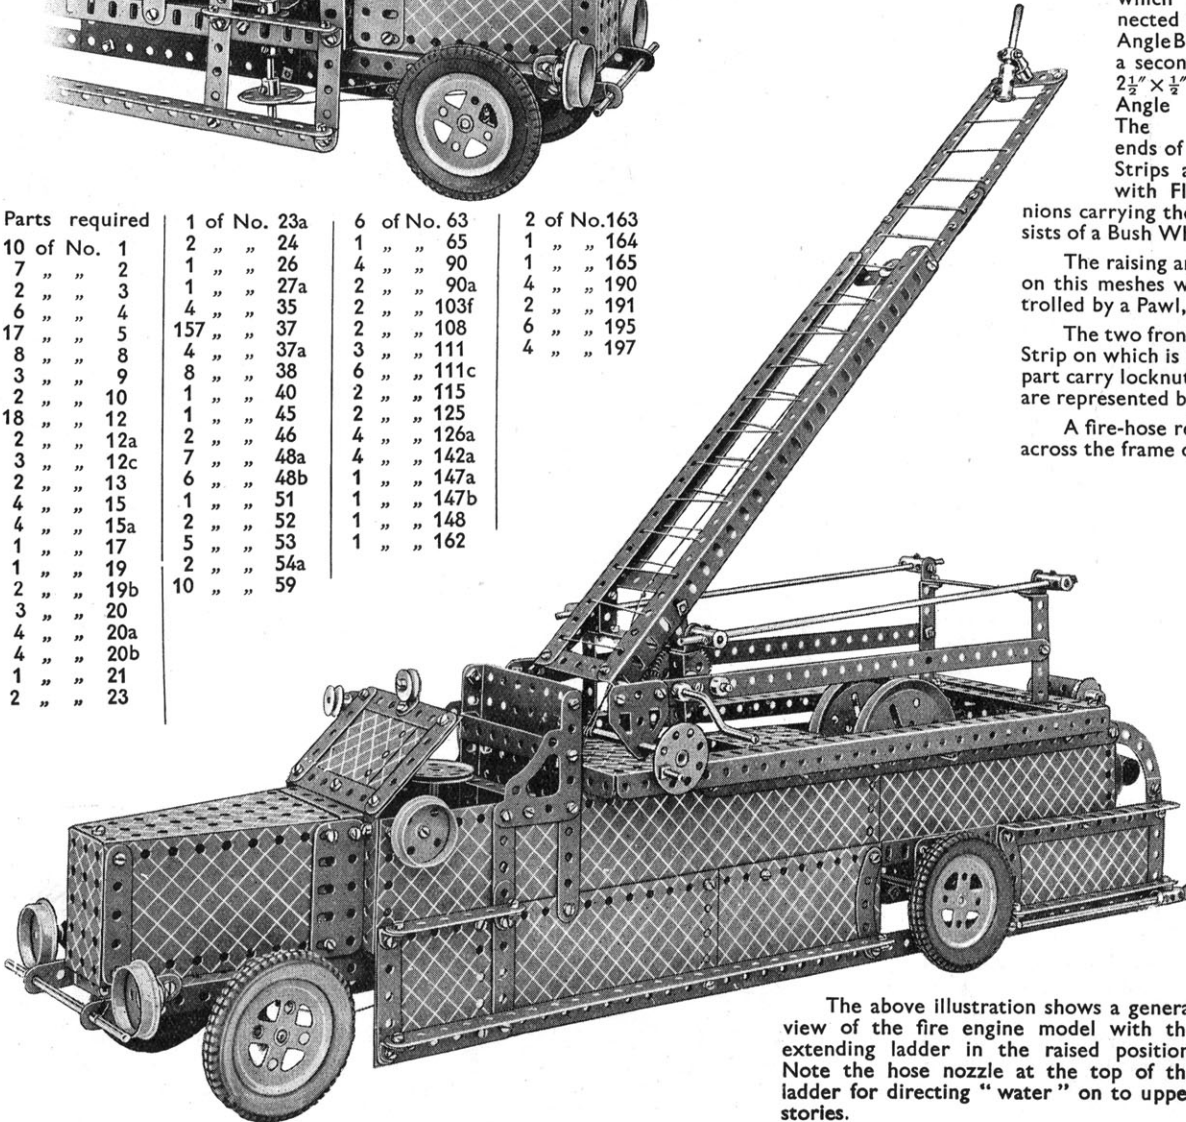 Parts required
10 of No. 1
7 „ „ 2
2 „ „ 3
6 „ „ 4
17 „ „ 5
8 „ „ 8
3 „ „ 9
2 „ „ 10
18 „ „ 12
2 „ „ 12a
3 „ „ 12c
2 „ „ 13
4 „ „ 15
4 „ „ 15a
1 „ „ 17
1 „ „ 19
2 „ „ 19b
3 „ „ 20
4 „ „ 20a
4 „ „ 20b
1 „ „ 21
2 „ „ 23
1 of No. 23a
2 „ „ 24
1 „ „ 26
1 „ „ 27a
4 „ „ 35
157 „ „ 37
4 „ „ 37a
8 „ „ 38
1 „ „ 40
1 „ „ 45
2 „ „ 46
7 „ „ 48a
6 „ „ 48b
1 „ „ 51
2 „ „ 52
5 „ „ 53
2 „ „ 54a
10 „ „ 59
6 of No. 63
1 „ „ 65
4 „ „ 90
2 „ „ 90a
2 „ „ 103f
2 „ „ 108
3 „ „ 111
6 „ „ 111c
2 „ „ 115
2 „ „ 125
4 „ „ 126a
4 „ „ 142a
1 „ „ 147a
1 „ „ 147b
1 „ „ 148
1 „ „ 162
2 of No. 163
1 „ „ 164
1 „ „ 165
4 „ „ 190
2 „ „ 191
6 „ „ 195
4 „ „ 197
which
nected
Angle B
a secon
2½″ × ½″
Angle
The
ends of
Strips a
with Fl
nions carrying the
sists of a Bush Wh
The raising an
on this meshes w
trolled by a Pawl,
The two fron
Strip on which is
part carry locknut
are represented b
A fire-hose re
across the frame o
The above illustration shows a genera
view of the fire engine model with th
extending ladder in the raised position
Note the hose nozzle at the top of th
ladder for directing “ water ” on to uppe
stories.